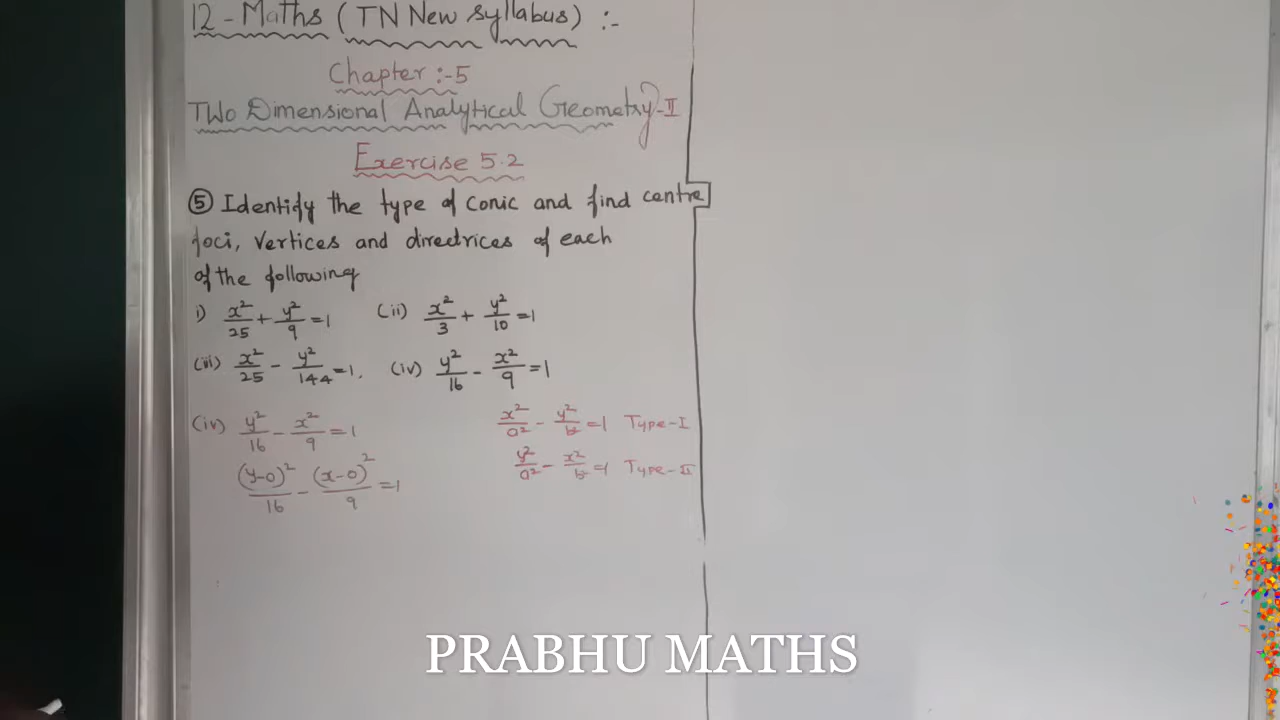 12 - Maths (TN New syllabus) :-
Chapter :- 5
Two Dimensional Analytical Geometry - II
Exercise 5.2
⑤ Identify the type of conic and find centre
foci, vertices and directrices of each
of the following
i) x²/25 + y²/9 = 1 (ii) x²/3 + y²/10 = 1
(iii) x²/25 - y²/144 = 1. (iv) y²/16 - x²/9 = 1
(iv) y²/16 - x²/9 = 1 x²/a² - y²/b² = 1 Type-I
(y-0)²/16 - (x-0)²/9 = 1 y²/a² - x²/b² = 1 Type-II
PRABHU MATHS